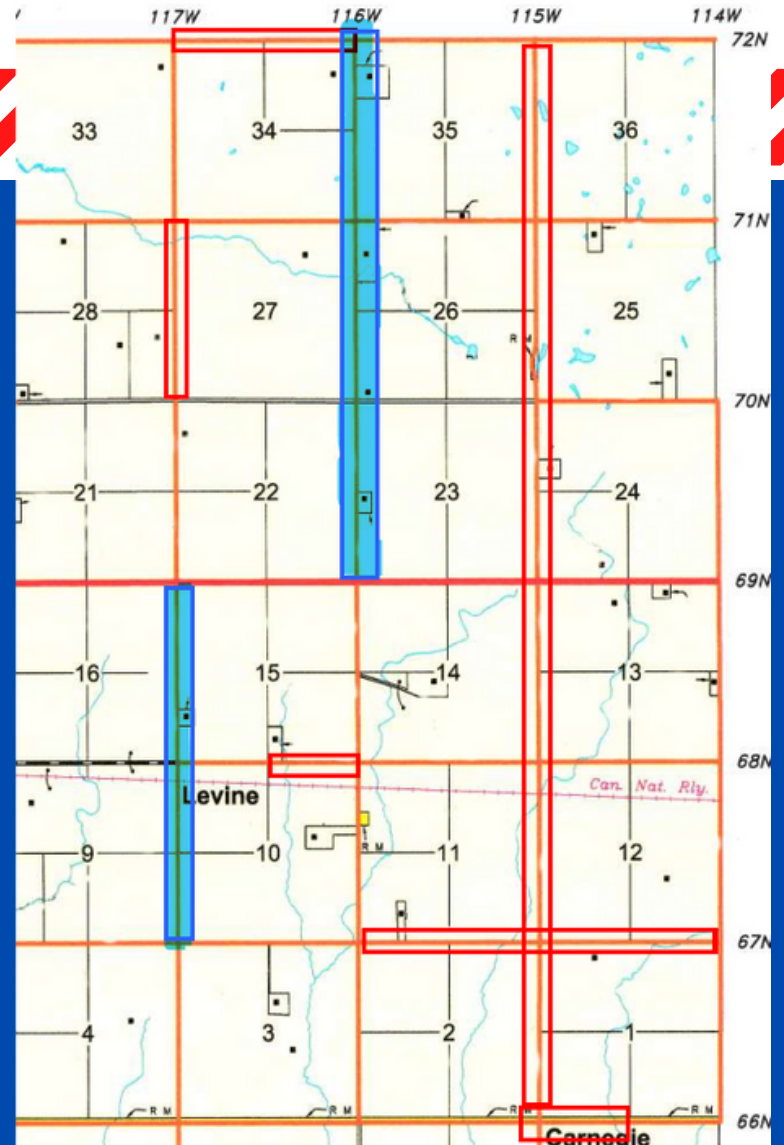 117W 116W 115W 114W
72N
33 34 35 36
71N
28 27 26 25
R M
70N
21 22 23 24
69N
16 15 14 13
68N
Can. Nat. Rly.
Levine
9 10 11 12
R M
67N
4 3 2 1
R M R M R M
66N
Carnegie